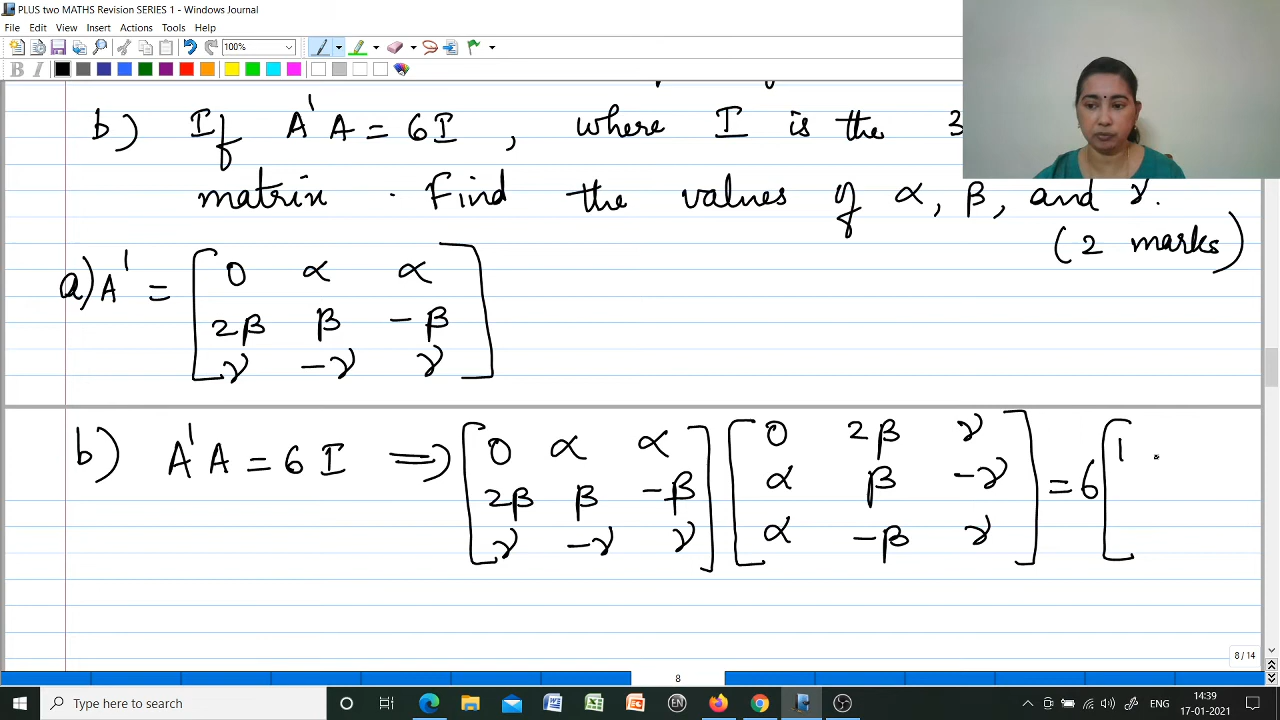 PLUS two MATHS Revision SERIES 1 - Windows Journal
File Edit View Insert Actions Tools Help
100%
B I
b) If A' A = 6I , where I is the 3
matrix . Find the values of α, β, and γ.
(2 marks)
a) A' = [ 0 α α
2β β -β
γ -γ γ ]
b) A' A = 6 I ⟹ [ 0 α α ] [ 0 2β γ ] = 6 [ 1
2β β -β α β -γ
γ -γ γ α -β γ
8 / 14
8
Type here to search
ENG
14:39
17-01-2021